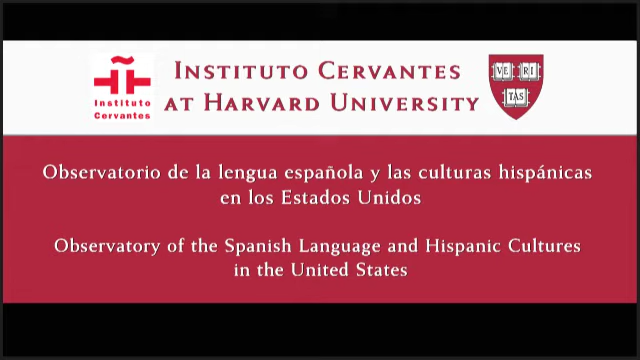 Instituto Cervantes
at Harvard University
Instituto
Cervantes
VE RI
TAS
Observatorio de la lengua española y las culturas hispánicas
en los Estados Unidos
Observatory of the Spanish Language and Hispanic Cultures
in the United States